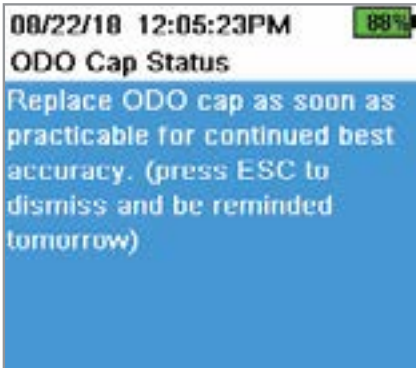 08/22/18 12:05:23PM 88%
ODO Cap Status
Replace ODO cap as soon as
practicable for continued best
accuracy. (press ESC to
dismiss and be reminded
tomorrow)